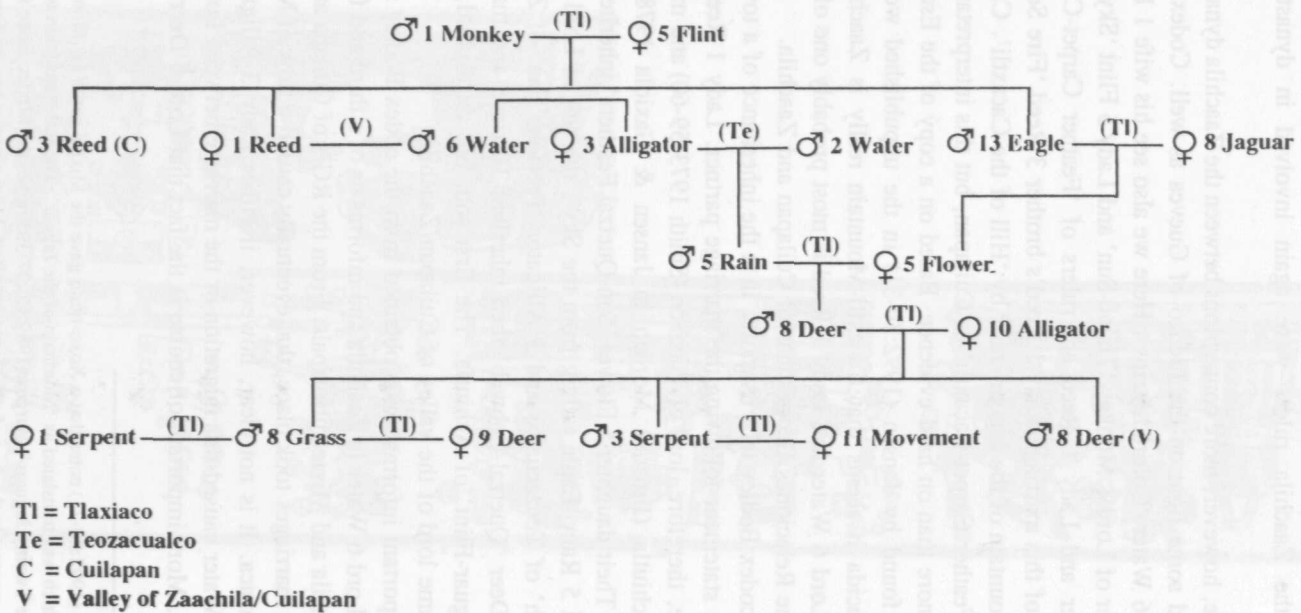 (Tl)
♂ 1 Monkey ♀ 5 Flint
♂ 3 Reed (C) ♀ 1 Reed (V) ♂ 6 Water ♀ 3 Alligator (Te) ♂ 2 Water ♂ 13 Eagle (Tl) ♀ 8 Jaguar
♂ 5 Rain (Tl) ♀ 5 Flower
♂ 8 Deer (Tl) ♀ 10 Alligator
♀ 1 Serpent (Tl) ♂ 8 Grass (Tl) ♀ 9 Deer ♂ 3 Serpent (Tl) ♀ 11 Movement ♂ 8 Deer (V)
Tl = Tlaxiaco
Te = Teozacualco
C = Cuilapan
V = Valley of Zaachila/Cuilapan